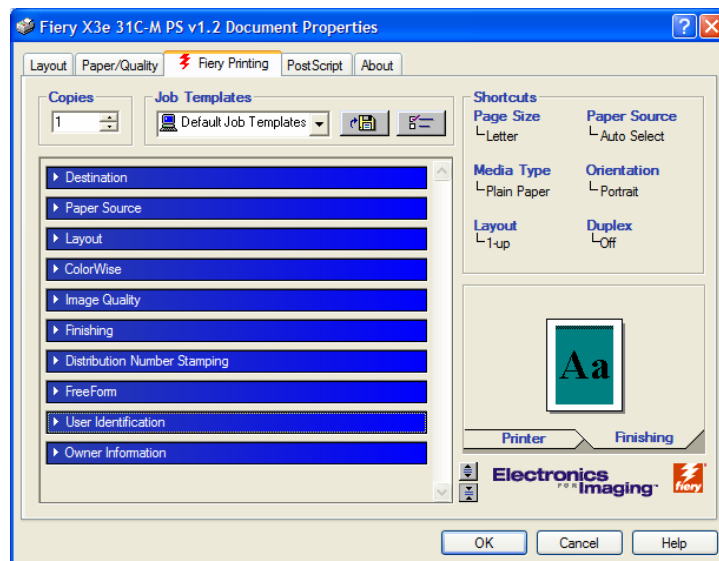 Fiery X3e 31C-M PS v1.2 Document Properties
Layout Paper/Quality Fiery Printing PostScript About
Copies
1
Job Templates
Default Job Templates
Destination
Paper Source
Layout
ColorWise
Image Quality
Finishing
Distribution Number Stamping
FreeForm
User Identification
Owner Information
Shortcuts
Page Size Paper Source
Letter Auto Select
Media Type Orientation
Plain Paper Portrait
Layout Duplex
1-up Off
Aa
Printer Finishing
Electronics
FOR Imaging
fiery
OK Cancel Help